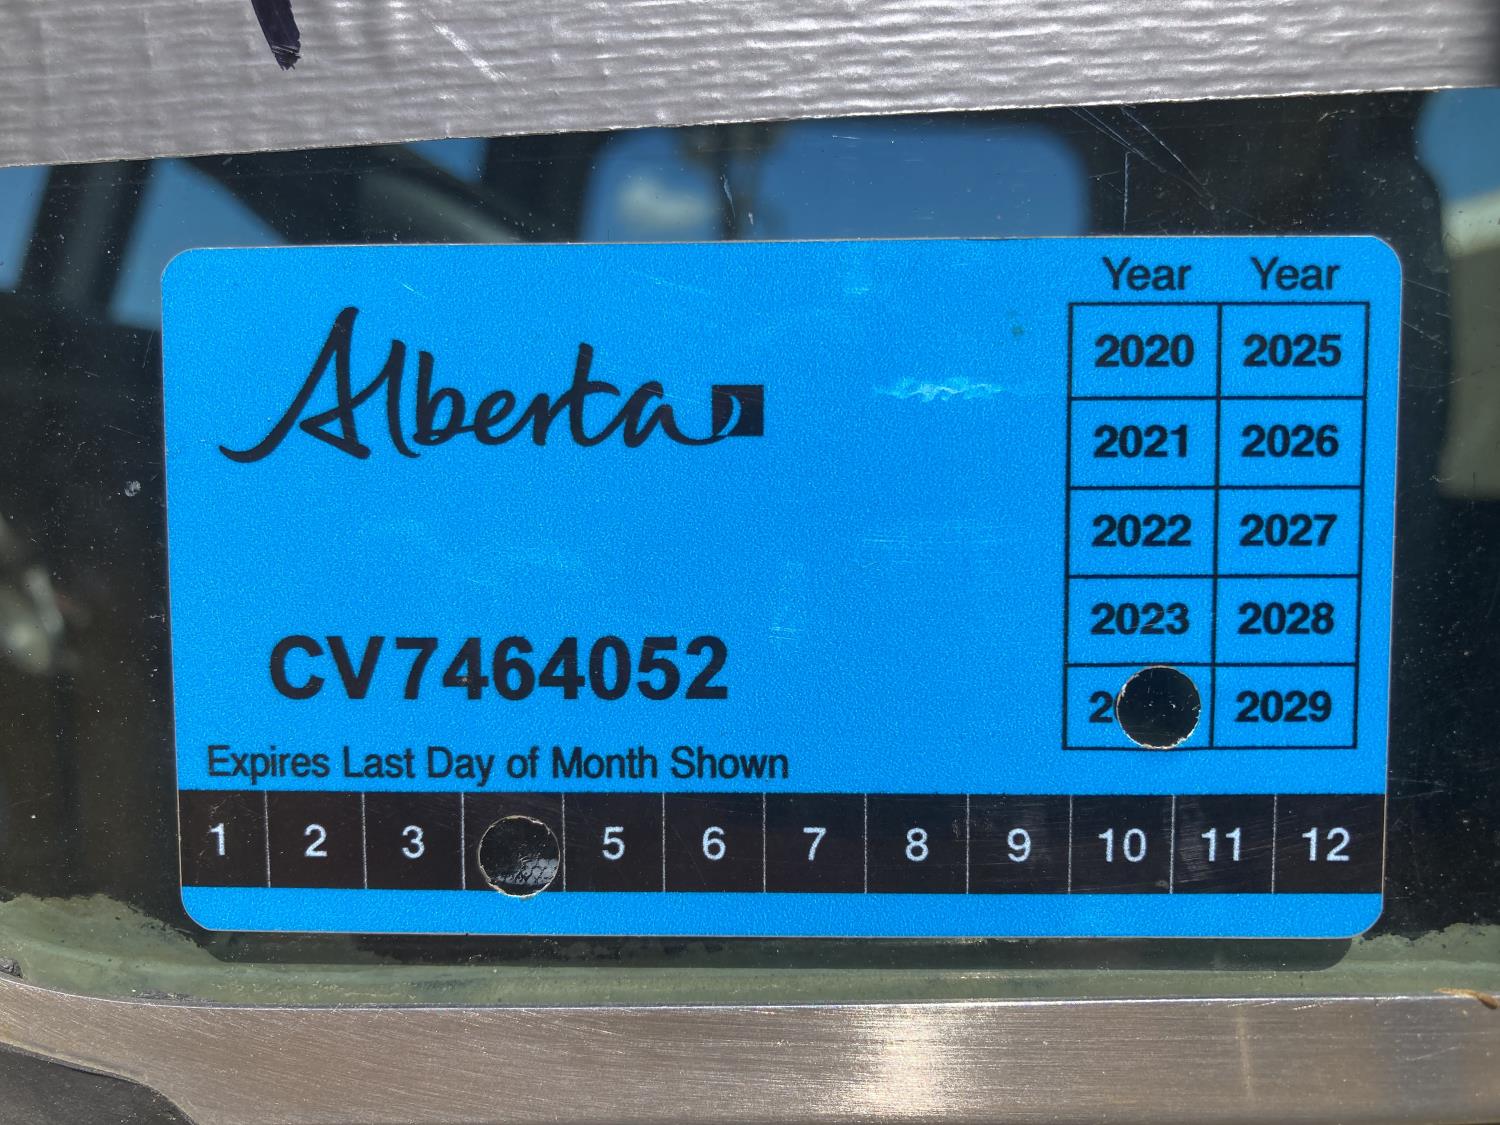 Alberta
Year Year
2020 2025
2021 2026
2022 2027
2023 2028
2 2029
CV7464052
Expires Last Day of Month Shown
1 2 3 5 6 7 8 9 10 11 12